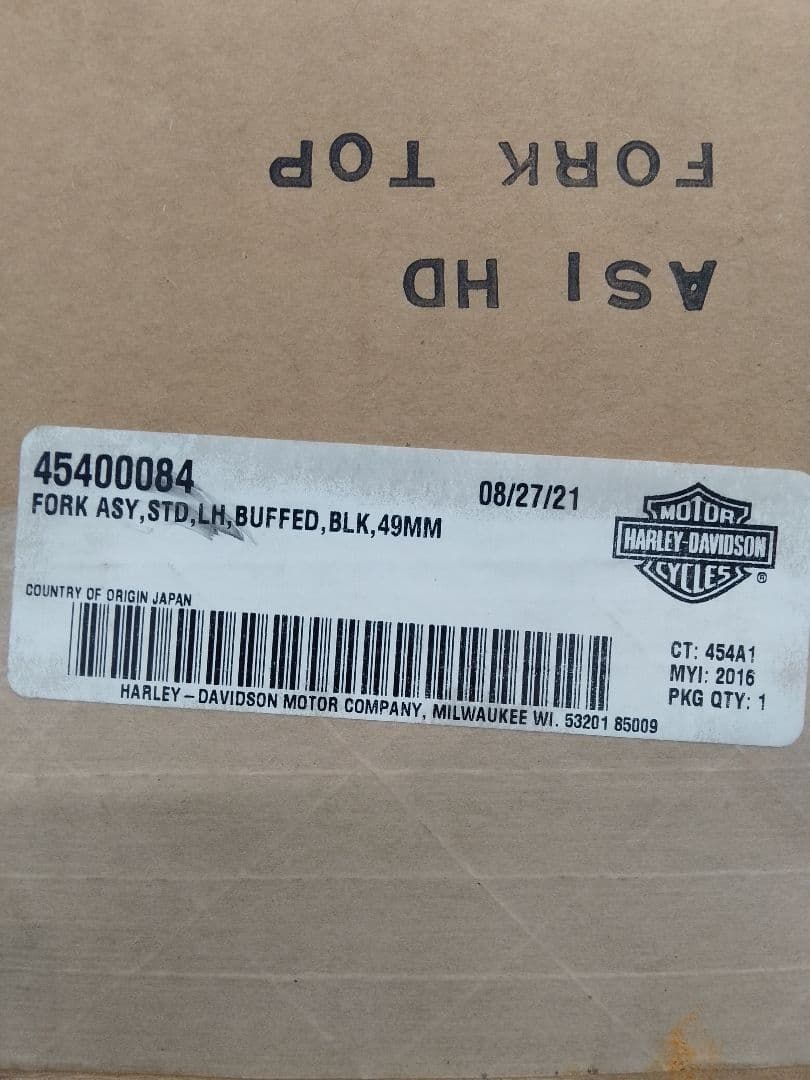 FORK TOP
ASI HD
45400084
08/27/21
FORK ASY,STD,LH,BUFFED,BLK,49MM
MOTOR
HARLEY-DAVIDSON
CYCLES®
COUNTRY OF ORIGIN JAPAN
CT: 454A1
MYI: 2016
PKG QTY: 1
HARLEY-DAVIDSON MOTOR COMPANY, MILWAUKEE WI. 53201 85009